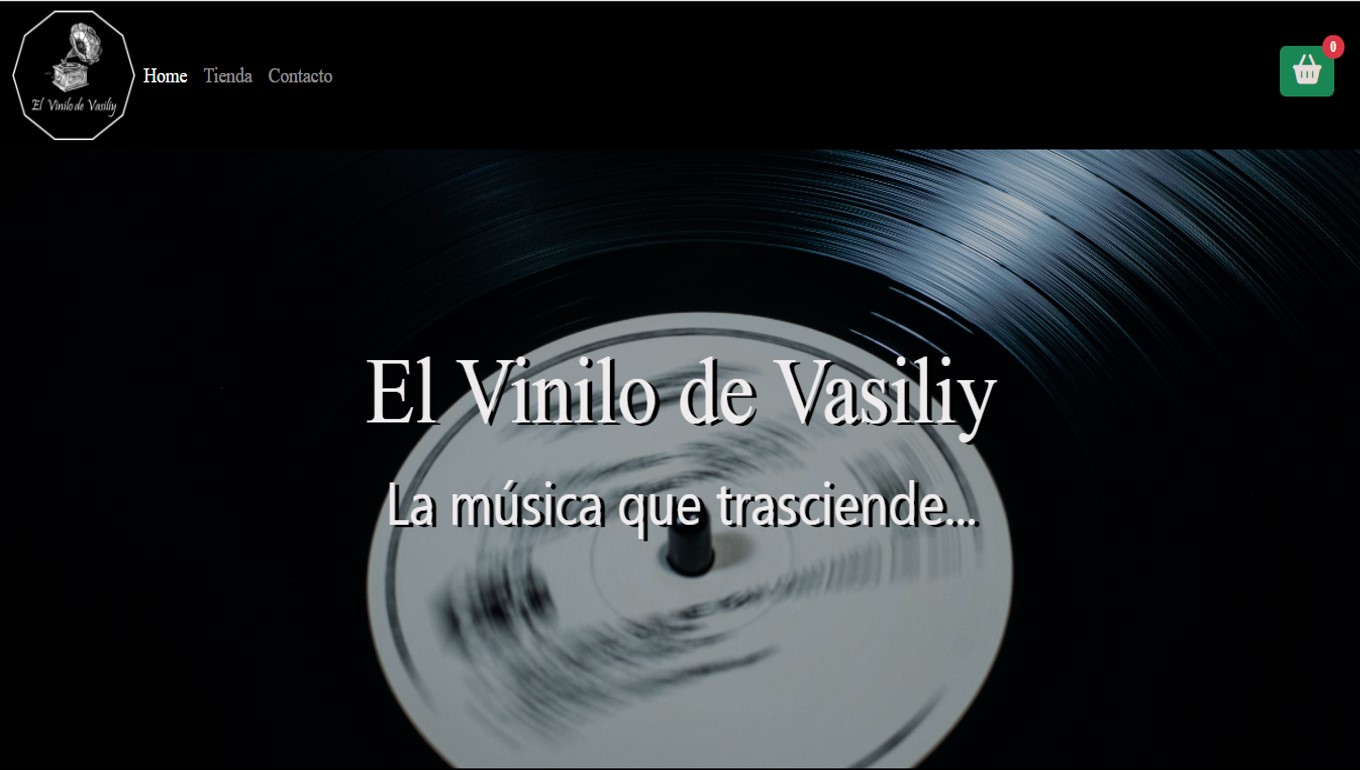 El Vinilo de Vasiliy
Home Tienda Contacto
0
El Vinilo de Vasiliy
La música que trasciende...